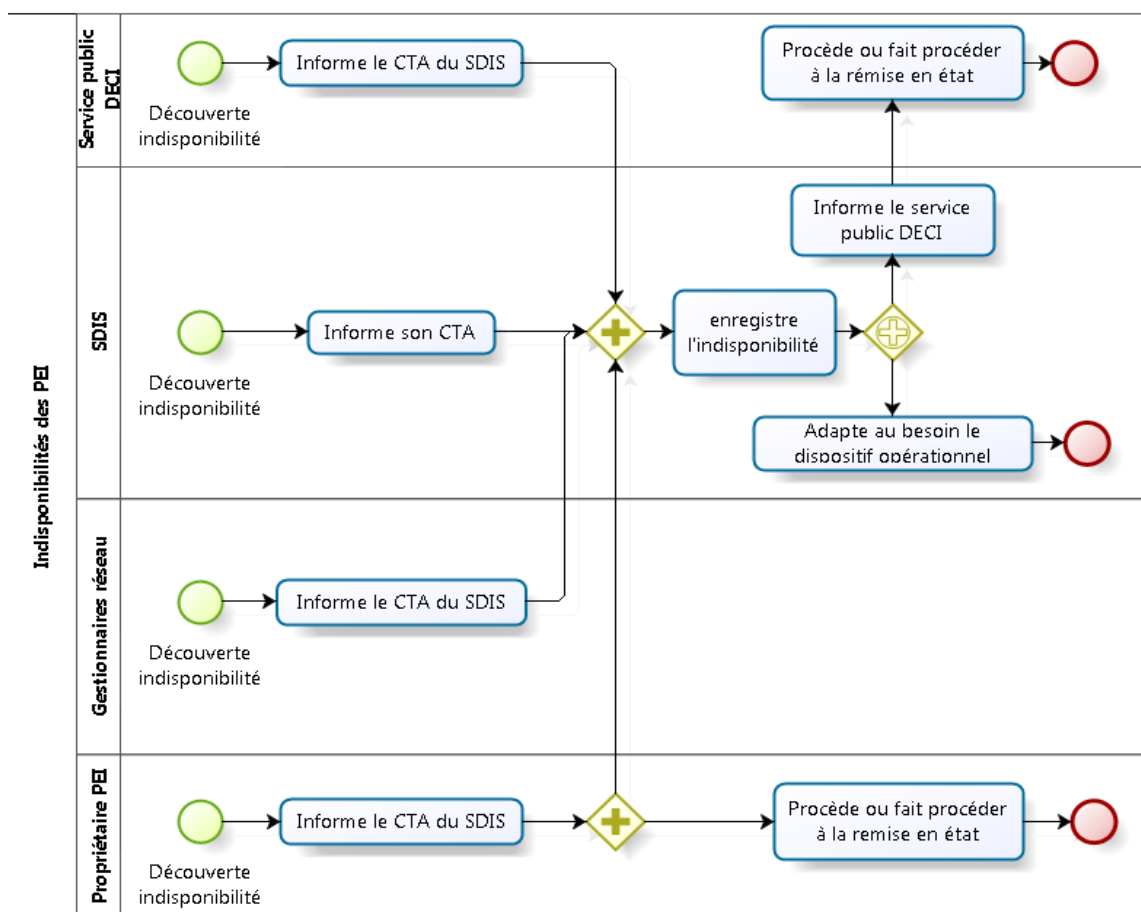 Indisponibilités des PEI
Service public
DECI
Découverte
indisponibilité
Informe le CTA du SDIS
Procède ou fait procéder
à la rémise en état
SDIS
Découverte
indisponibilité
Informe son CTA
enregistre
l'indisponibilité
Informe le service
public DECI
Adapte au besoin le
dispositif opérationnel
Gestionnaires réseau
Découverte
indisponibilité
Informe le CTA du SDIS
Propriétaire PEI
Découverte
indisponibilité
Informe le CTA du SDIS
Procède ou fait procéder
à la remise en état